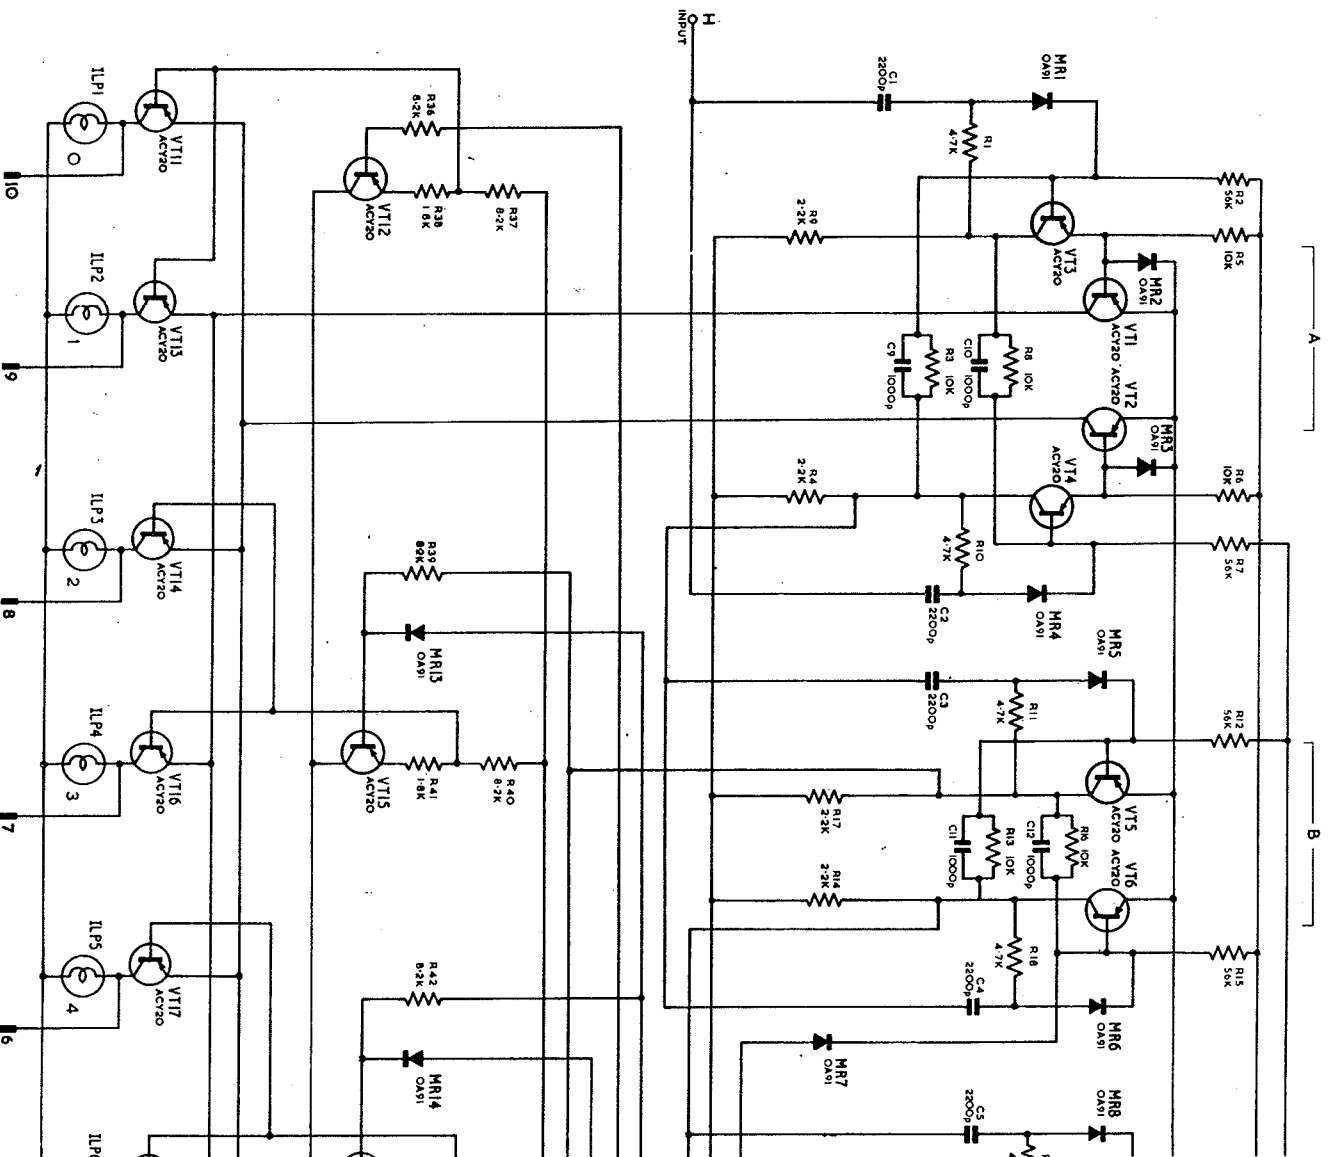 H
INPUT
MR1
OA91
C1
2200p
R1
4·7K
R2
56K
R5
10K
R9
2·2K
VT3
ACY20
MR2
OA91
A
VT1
ACY20
VT2
ACY20
R8 10K
C10 1000p
R3 10K
C9 1000p
MR3
OA91
VT4
ACY20
R4
2·2K
R6
10K
R10
4·7K
R7
56K
C2
2200p
MR4
OA91
MR5
OA91
C3
2200p
R11
4·7K
R12
56K
B
R17
2·2K
VT5
ACY20
VT6
ACY20
R16 10K
C12 1000p
R13 10K
C11 1000p
R14
2·2K
R18
4·7K
R15
56K
C4
2200p
MR6
OA91
MR7
OA91
MR8
OA91
C5
2200p
ILP1
O
VT11
ACY20
10
R36
8·2K
VT12
ACY20
R38
1·8K
R37
8·2K
ILP2
1
VT13
ACY20
9
ILP3
2
VT14
ACY20
8
R39
8·2K
MR13
OA91
ILP4
3
VT16
ACY20
7
VT15
ACY20
R41
1·8K
R40
8·2K
ILP5
4
VT17
ACY20
6
R42
8·2K
MR14
OA91